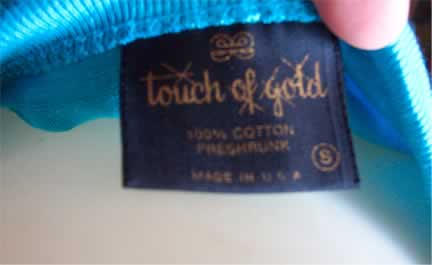 touch of gold
100% COTTON
PRESHRUNK
S
MADE IN U.S.A